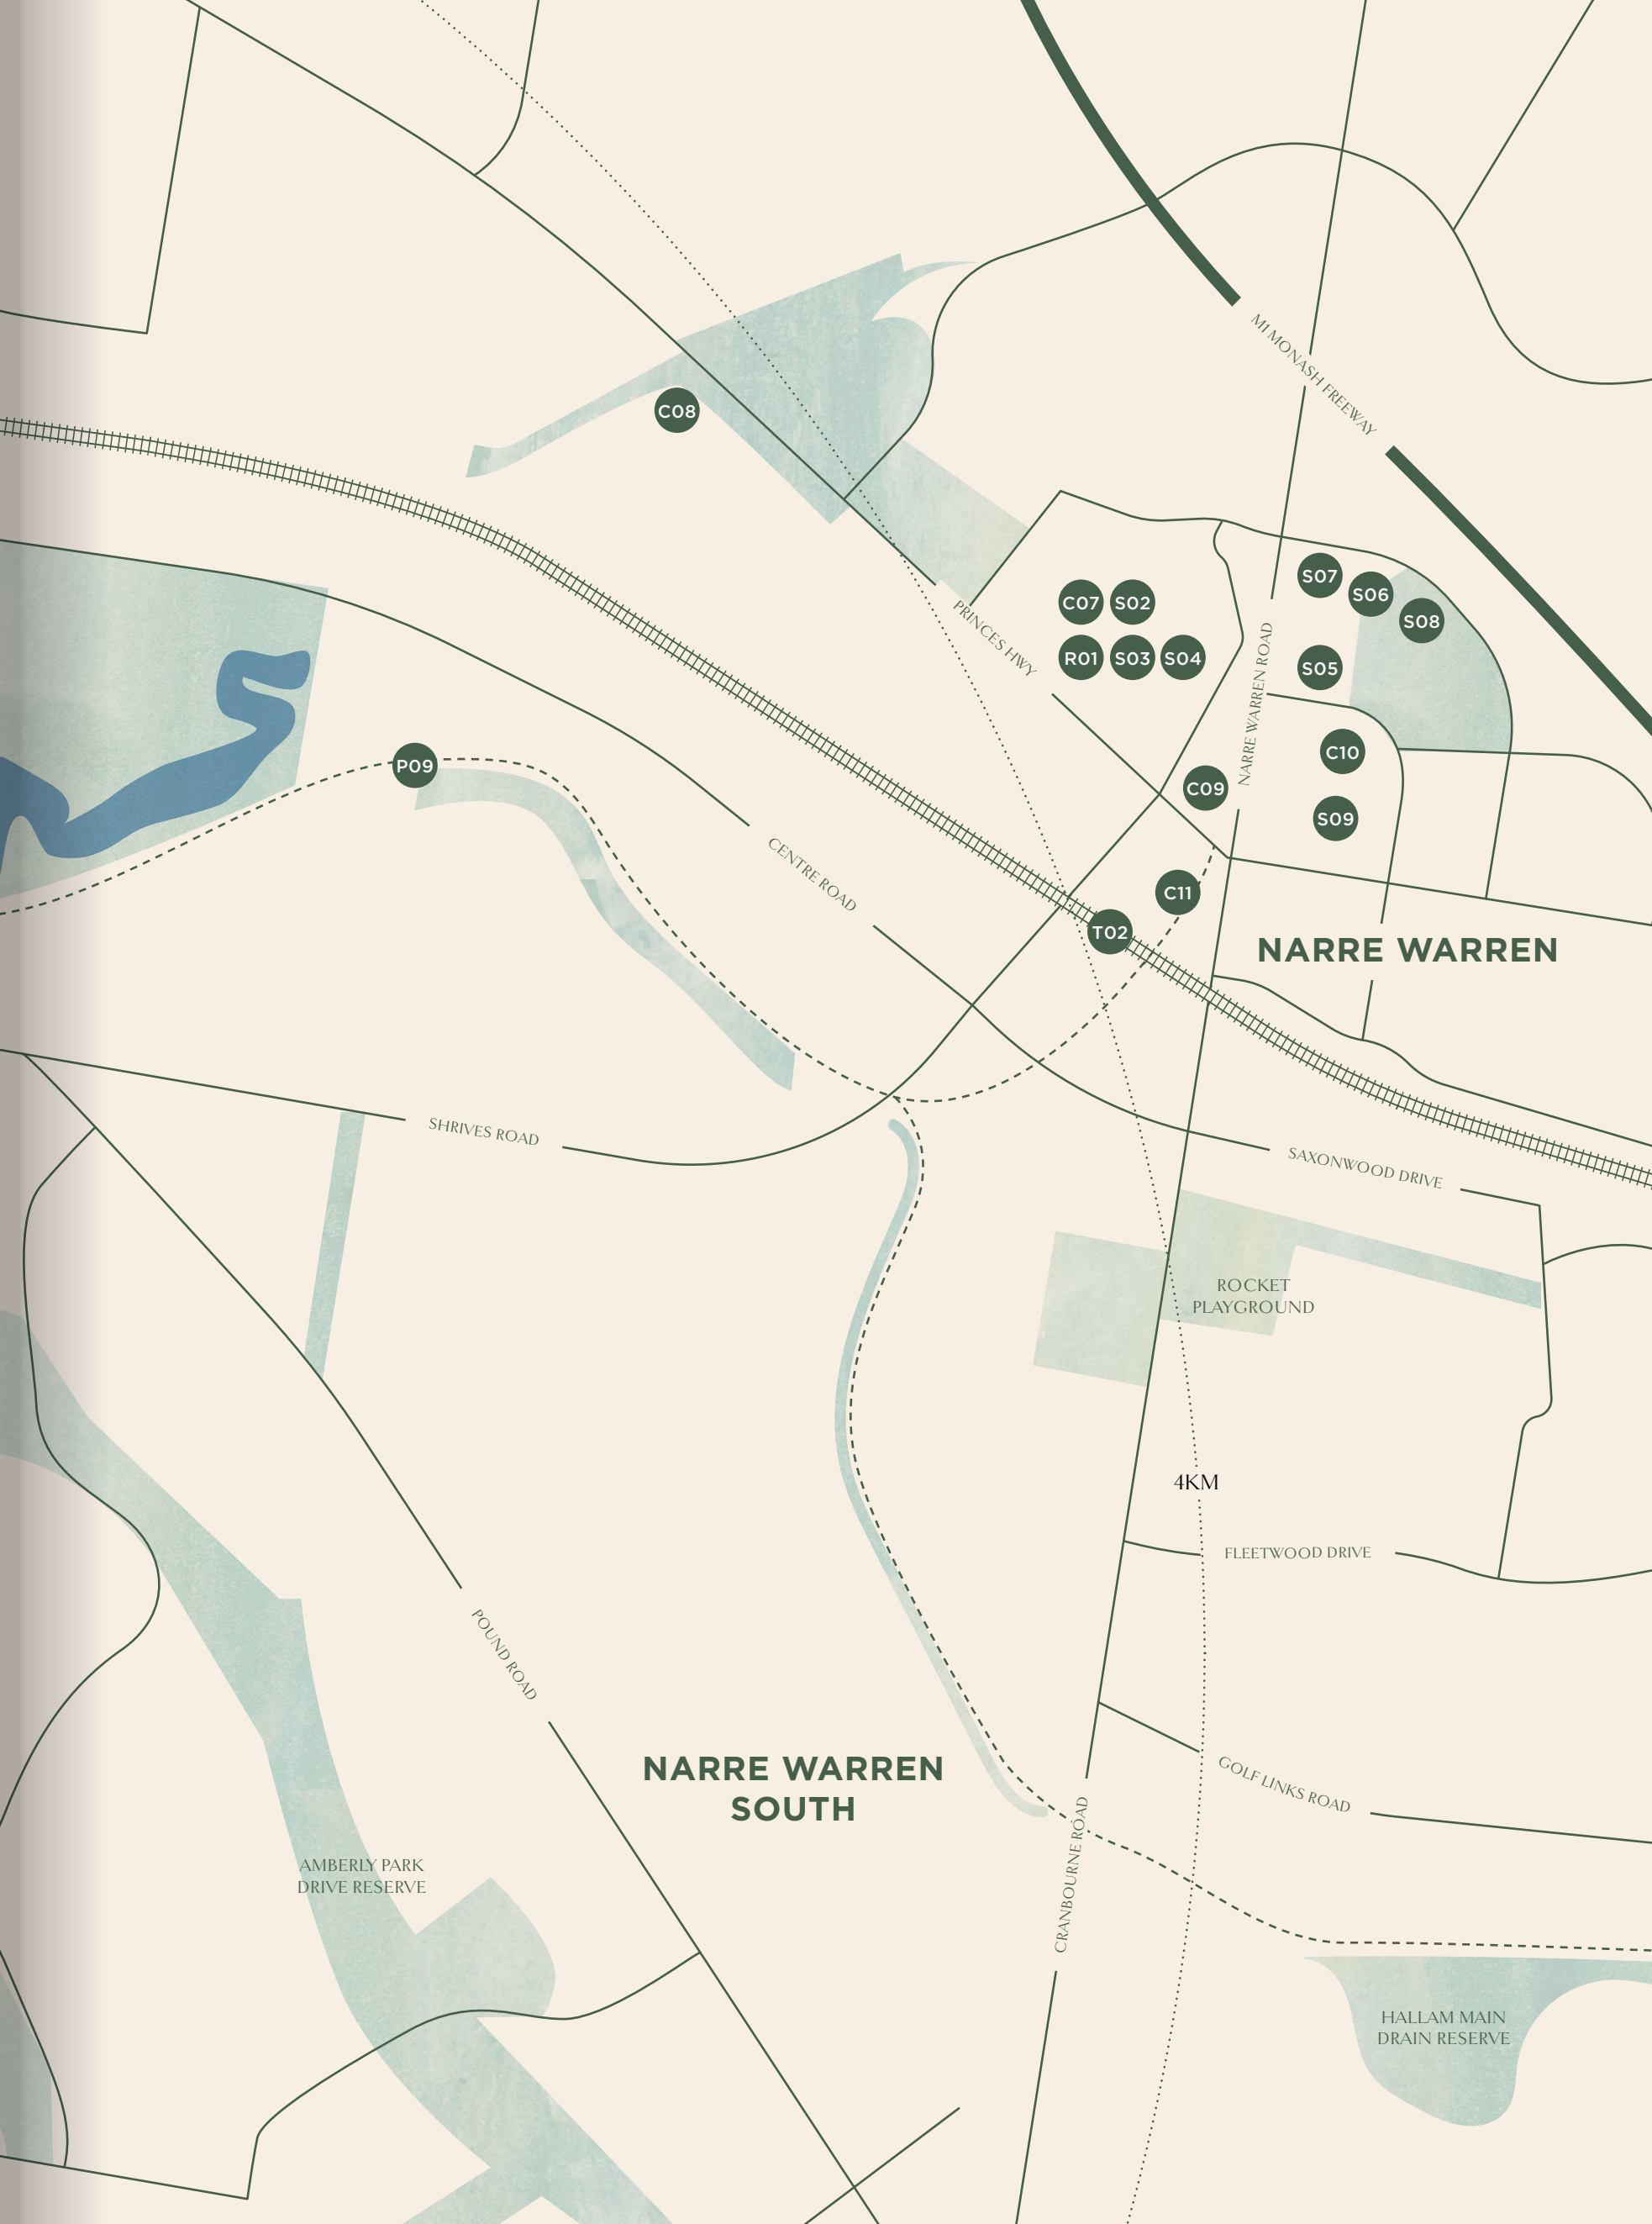 MI MONASH FREEWAY
C08
S07
S06
C07 S02
S08
PRINCES HWY
R01 S03 S04
NARRE WARREN ROAD
S05
C10
P09
C09
S09
CENTRE ROAD
C11
T02
NARRE WARREN
SHRIVES ROAD
SAXONWOOD DRIVE
ROCKET
PLAYGROUND
4KM
FLEETWOOD DRIVE
POUND ROAD
NARRE WARREN
SOUTH
GOLF LINKS ROAD
CRANBOURNE ROAD
AMBERLY PARK
DRIVE RESERVE
HALLAM MAIN
DRAIN RESERVE